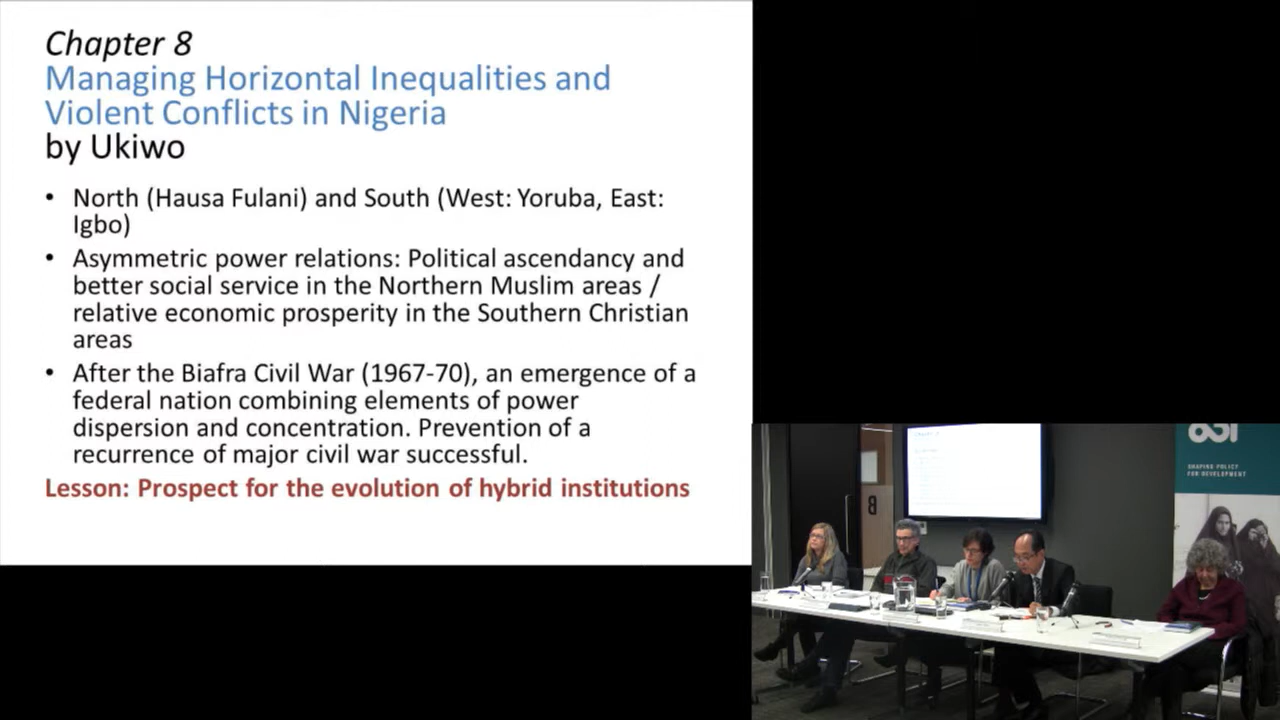 Chapter 8
Managing Horizontal Inequalities and
Violent Conflicts in Nigeria
by Ukiwo
• North (Hausa Fulani) and South (West: Yoruba, East:
Igbo)
• Asymmetric power relations: Political ascendancy and
better social service in the Northern Muslim areas /
relative economic prosperity in the Southern Christian
areas
• After the Biafra Civil War (1967-70), an emergence of a
federal nation combining elements of power
dispersion and concentration. Prevention of a
recurrence of major civil war successful.
Lesson: Prospect for the evolution of hybrid institutions
SHAPING POLICY
FOR DEVELOPMENT
8